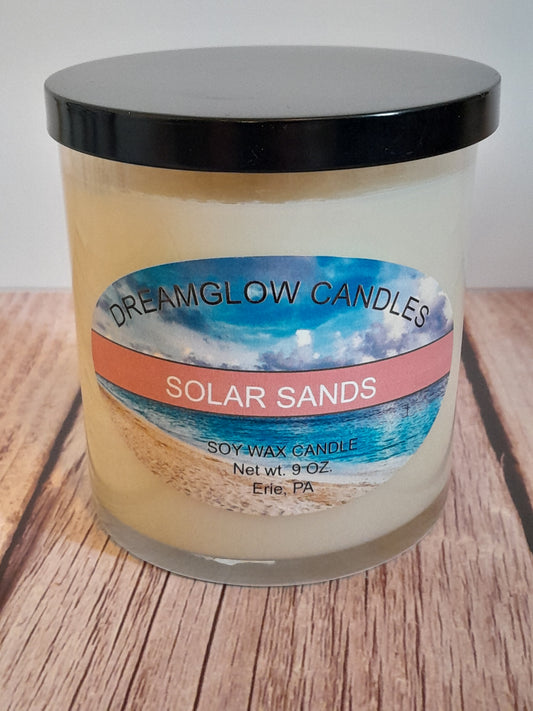 DREAMGLOW CANDLES
SOLAR SANDS
SOY WAX CANDLE
Net wt. 9 OZ.
Erie, PA